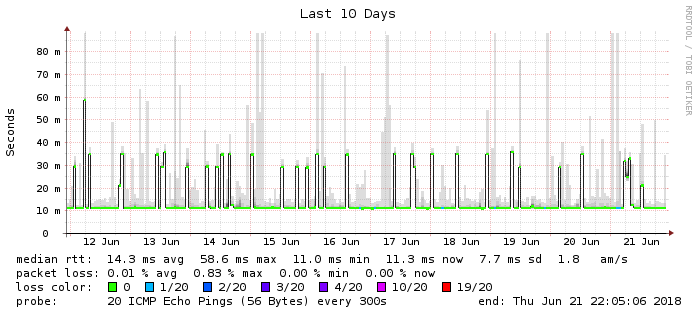 Last 10 Days
RRDTOOL / TOBI OETIKER
Seconds
80 m
70 m
60 m
50 m
40 m
30 m
20 m
10 m
0
12 Jun 13 Jun 14 Jun 15 Jun 16 Jun 17 Jun 18 Jun 19 Jun 20 Jun 21 Jun
median rtt: 14.3 ms avg 58.6 ms max 11.0 ms min 11.3 ms now 7.7 ms sd 1.8 am/s
packet loss: 0.01 % avg 0.83 % max 0.00 % min 0.00 % now
loss color: 0 1/20 2/20 3/20 4/20 10/20 19/20
probe: 20 ICMP Echo Pings (56 Bytes) every 300s end: Thu Jun 21 22:05:06 2018